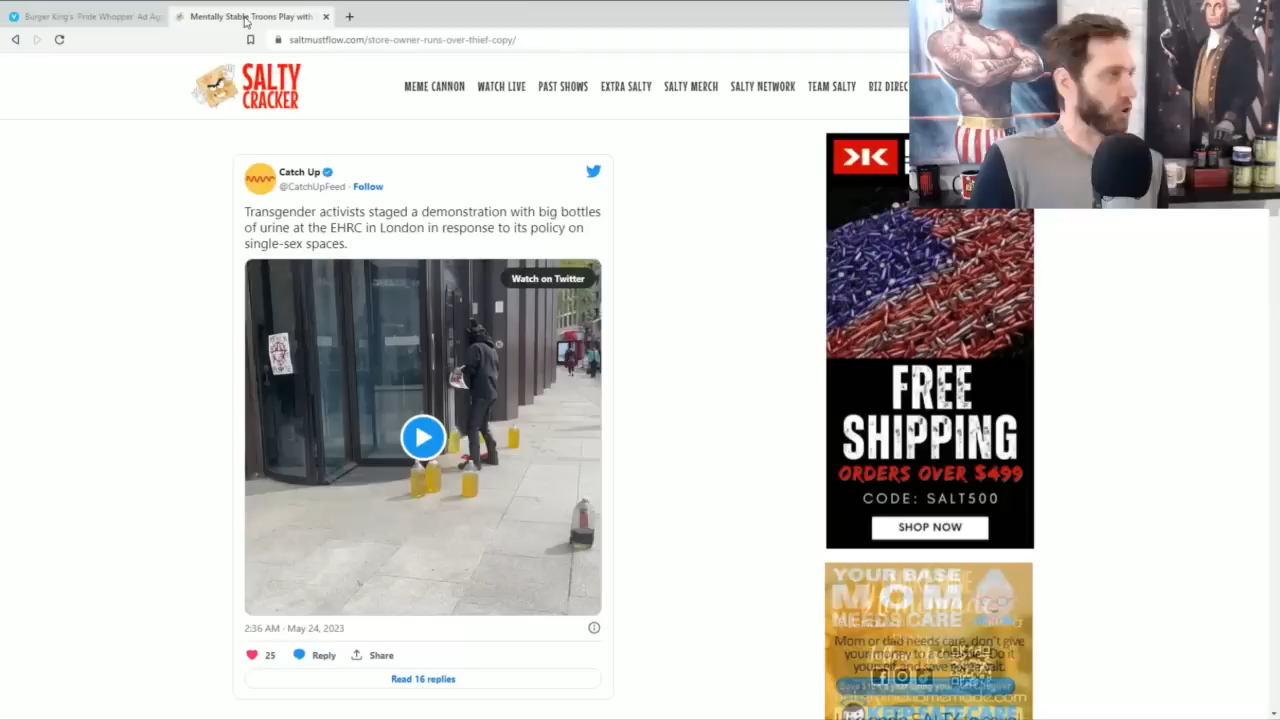 Burger King's 'Pride Whopper' Ad Ag
Mentally Stable Troons Play with
saltmustflow.com/store-owner-runs-over-thief-copy/
SALTY
CRACKER
MEME CANNON
WATCH LIVE
PAST SHOWS
EXTRA SALTY
SALTY MERCH
SALTY NETWORK
TEAM SALTY
BIZ DIREC
Catch Up
@CatchUpFeed · Follow
Transgender activists staged a demonstration with big bottles
of urine at the EHRC in London in response to its policy on
single-sex spaces.
Watch on Twitter
2:36 AM · May 24, 2023
25
Reply
Share
Read 16 replies
FREE
SHIPPING
ORDERS OVER $499
CODE: SALT500
SHOP NOW
YOUR BASE
MOM
NEEDS CARE
Mom or dad needs care, don't give
your money to a
yourself and save